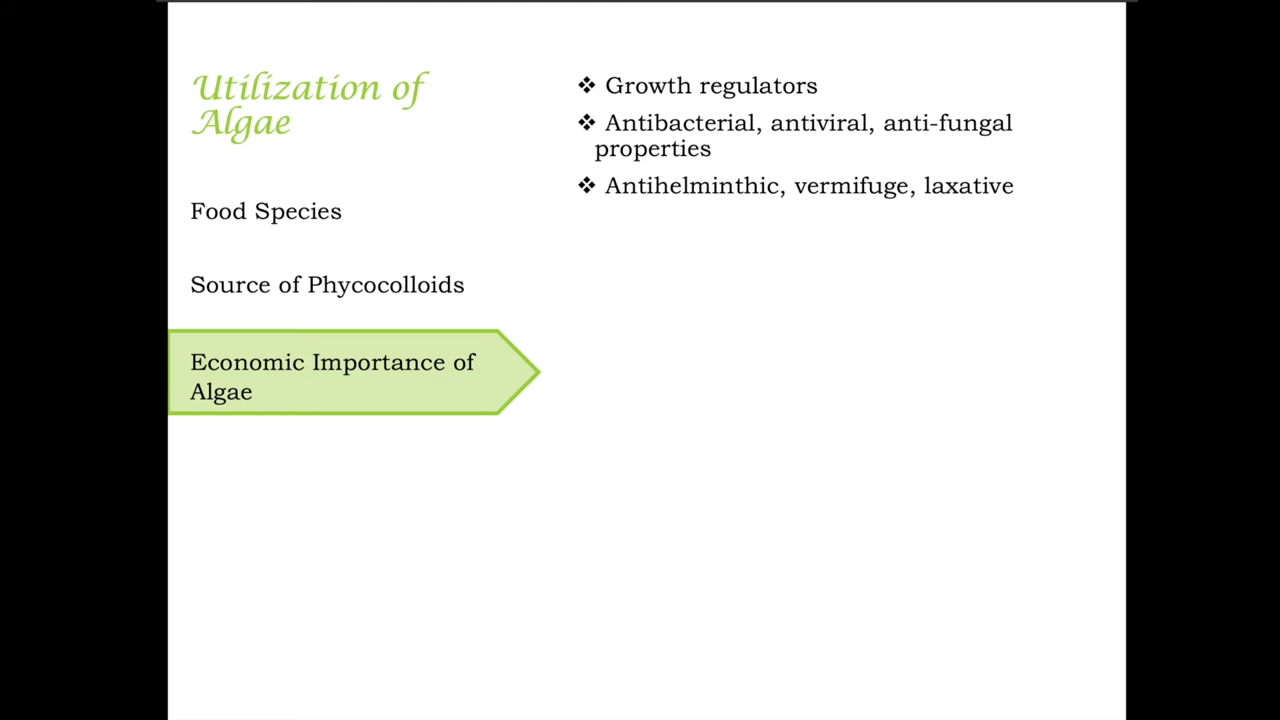 Utilization of
Algae
Food Species
Source of Phycocolloids
Economic Importance of
Algae
❖ Growth regulators
❖ Antibacterial, antiviral, anti-fungal
properties
❖ Antihelminthic, vermifuge, laxative